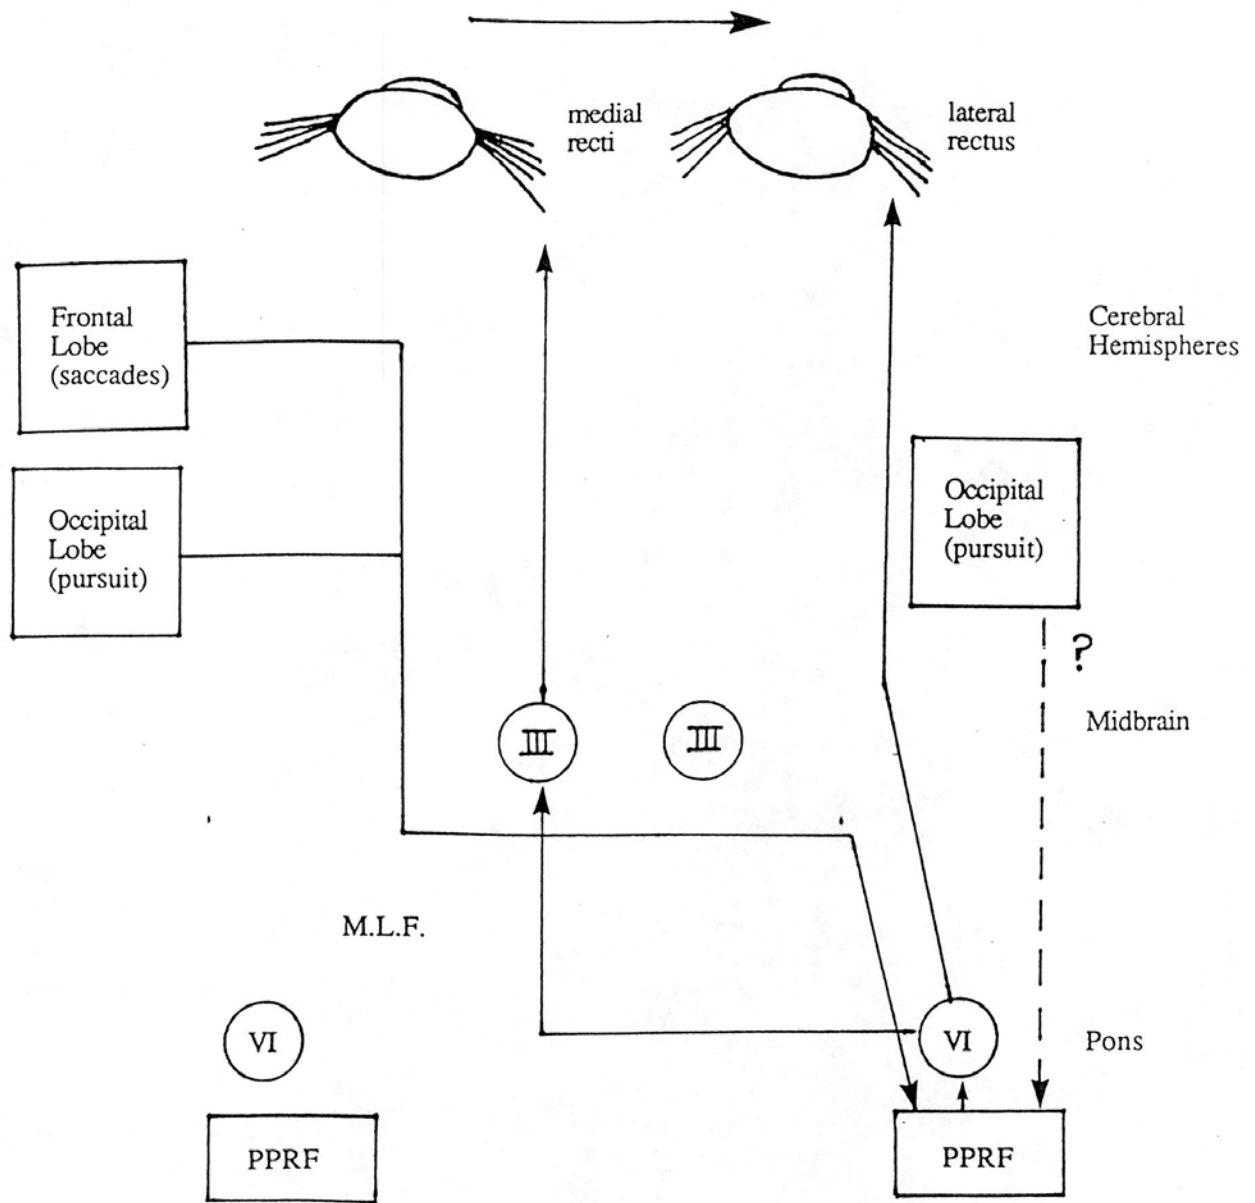 medial
recti
lateral
rectus
Frontal
Lobe
(saccades)
Cerebral
Hemispheres
Occipital
Lobe
(pursuit)
Occipital
Lobe
(pursuit)
?
III
III
Midbrain
M.L.F.
VI
VI
Pons
PPRF
PPRF